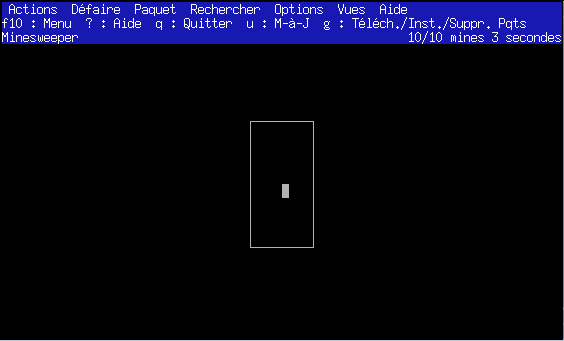 Actions Défaire Paquet Rechercher Options Vues Aide
f10 : Menu ? : Aide q : Quitter u : M-à-J g : Téléch./Inst./Suppr. Pqts
Minesweeper 10/10 mines 3 secondes